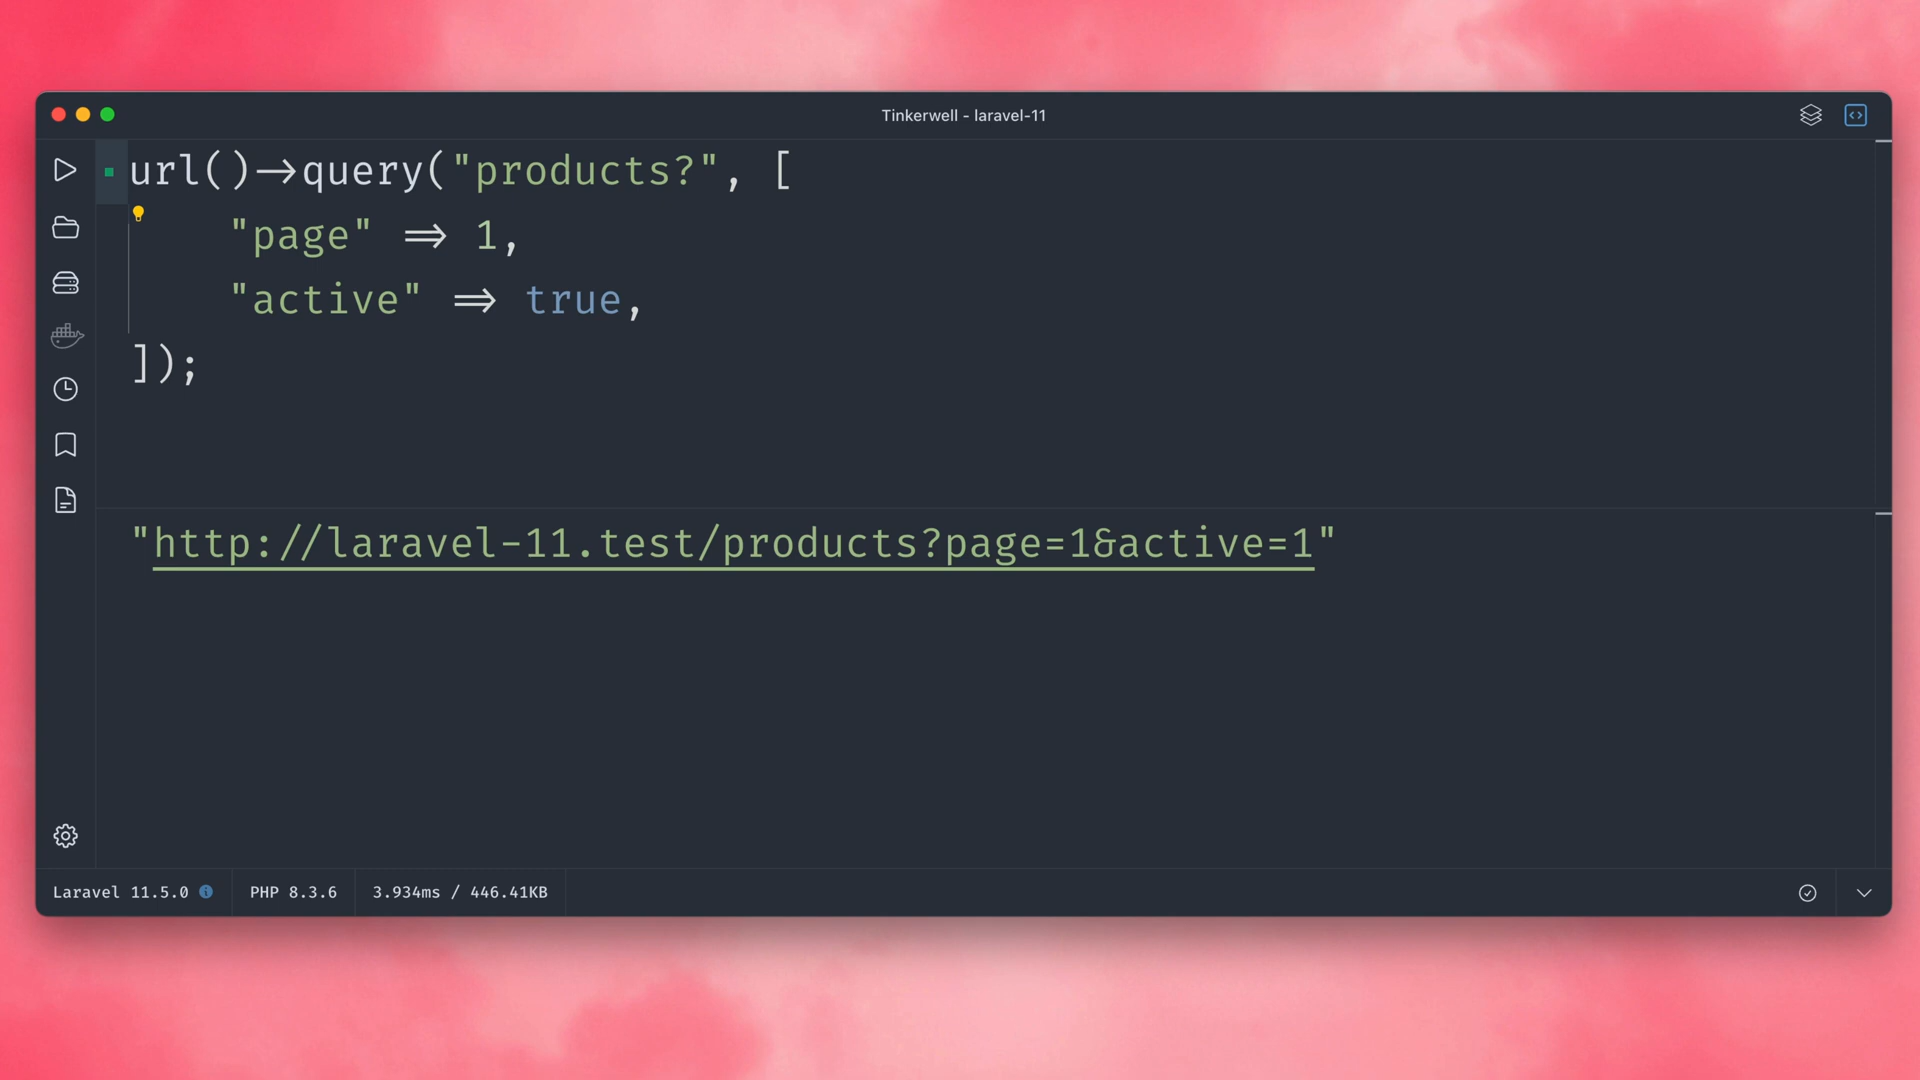 Tinkerwell - laravel-11
url()->query("products?", [
"page" => 1,
"active" => true,
]);
"http://laravel-11.test/products?page=1&active=1"
Laravel 11.5.0 PHP 8.3.6 3.934ms / 446.41KB